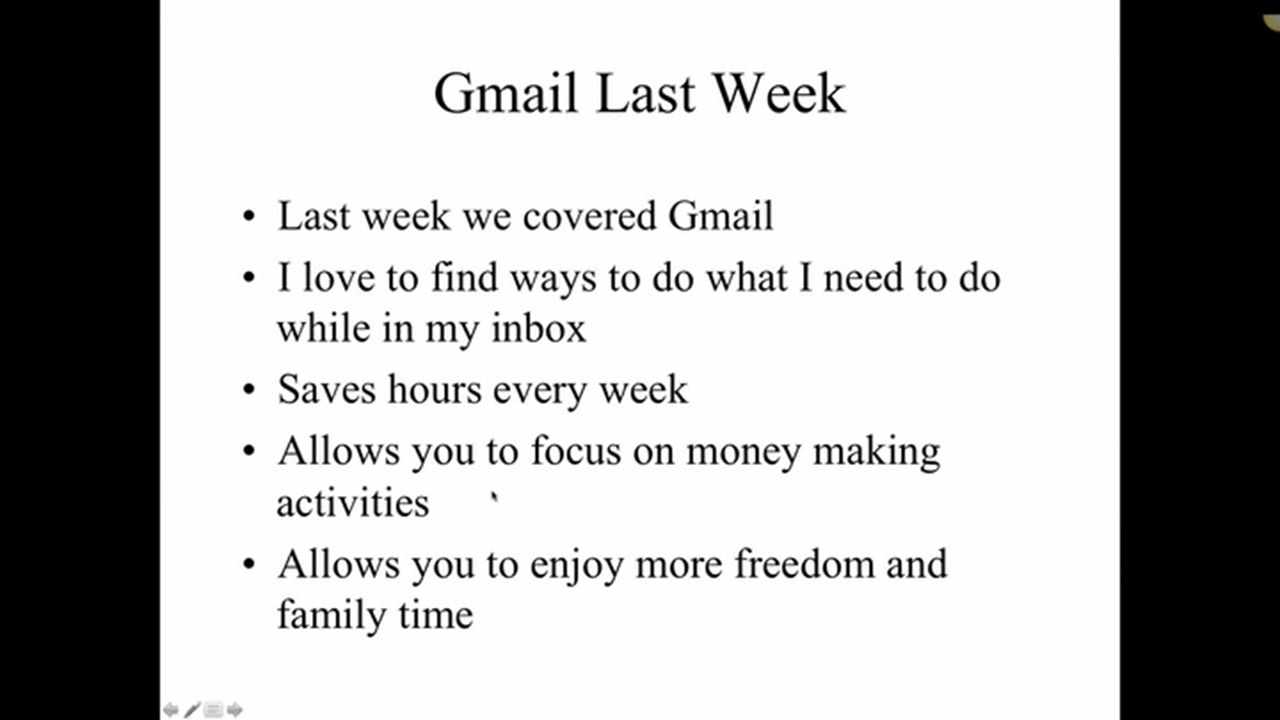 Gmail Last Week
• Last week we covered Gmail
• I love to find ways to do what I need to do
while in my inbox
• Saves hours every week
• Allows you to focus on money making
activities
• Allows you to enjoy more freedom and
family time